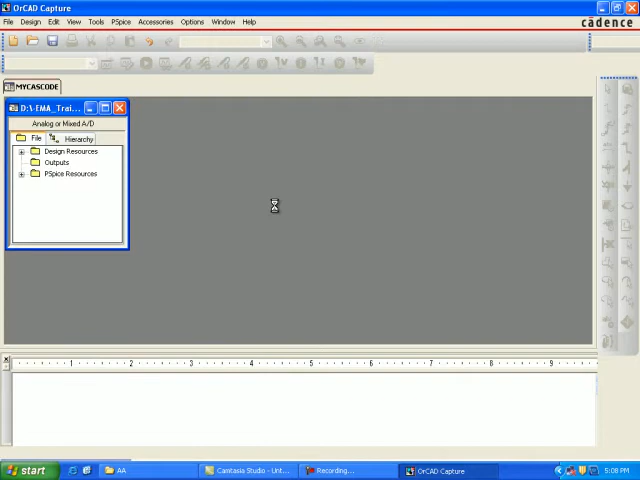 OrCAD Capture
File Design Edit View Tools PSpice Accessories Options Window Help
cādence
MYCASCODE
D:\-EMA_Trai...
Analog or Mixed A/D
File Hierarchy
Design Resources
Outputs
PSpice Resources
1 2 3 4 5 6 7 8 9
start AA Camtasia Studio - Unt... Recording... OrCAD Capture 5:08 PM